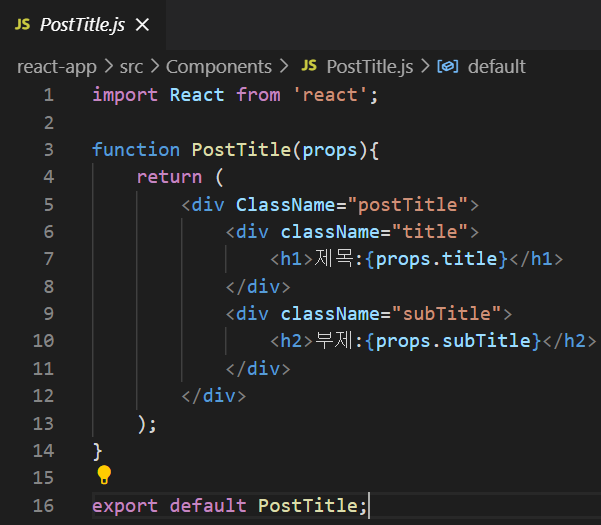 JS PostTitle.js ×
react-app > src > Components > JS PostTitle.js > default
1 import React from 'react';
2
3 function PostTitle(props){
4 return (
5 <div ClassName="postTitle">
6 <div className="title">
7 <h1>제목:{props.title}</h1>
8 </div>
9 <div className="subTitle">
10 <h2>부제:{props.subTitle}</h2>
11 </div>
12 </div>
13 );
14 }
15
16 export default PostTitle;